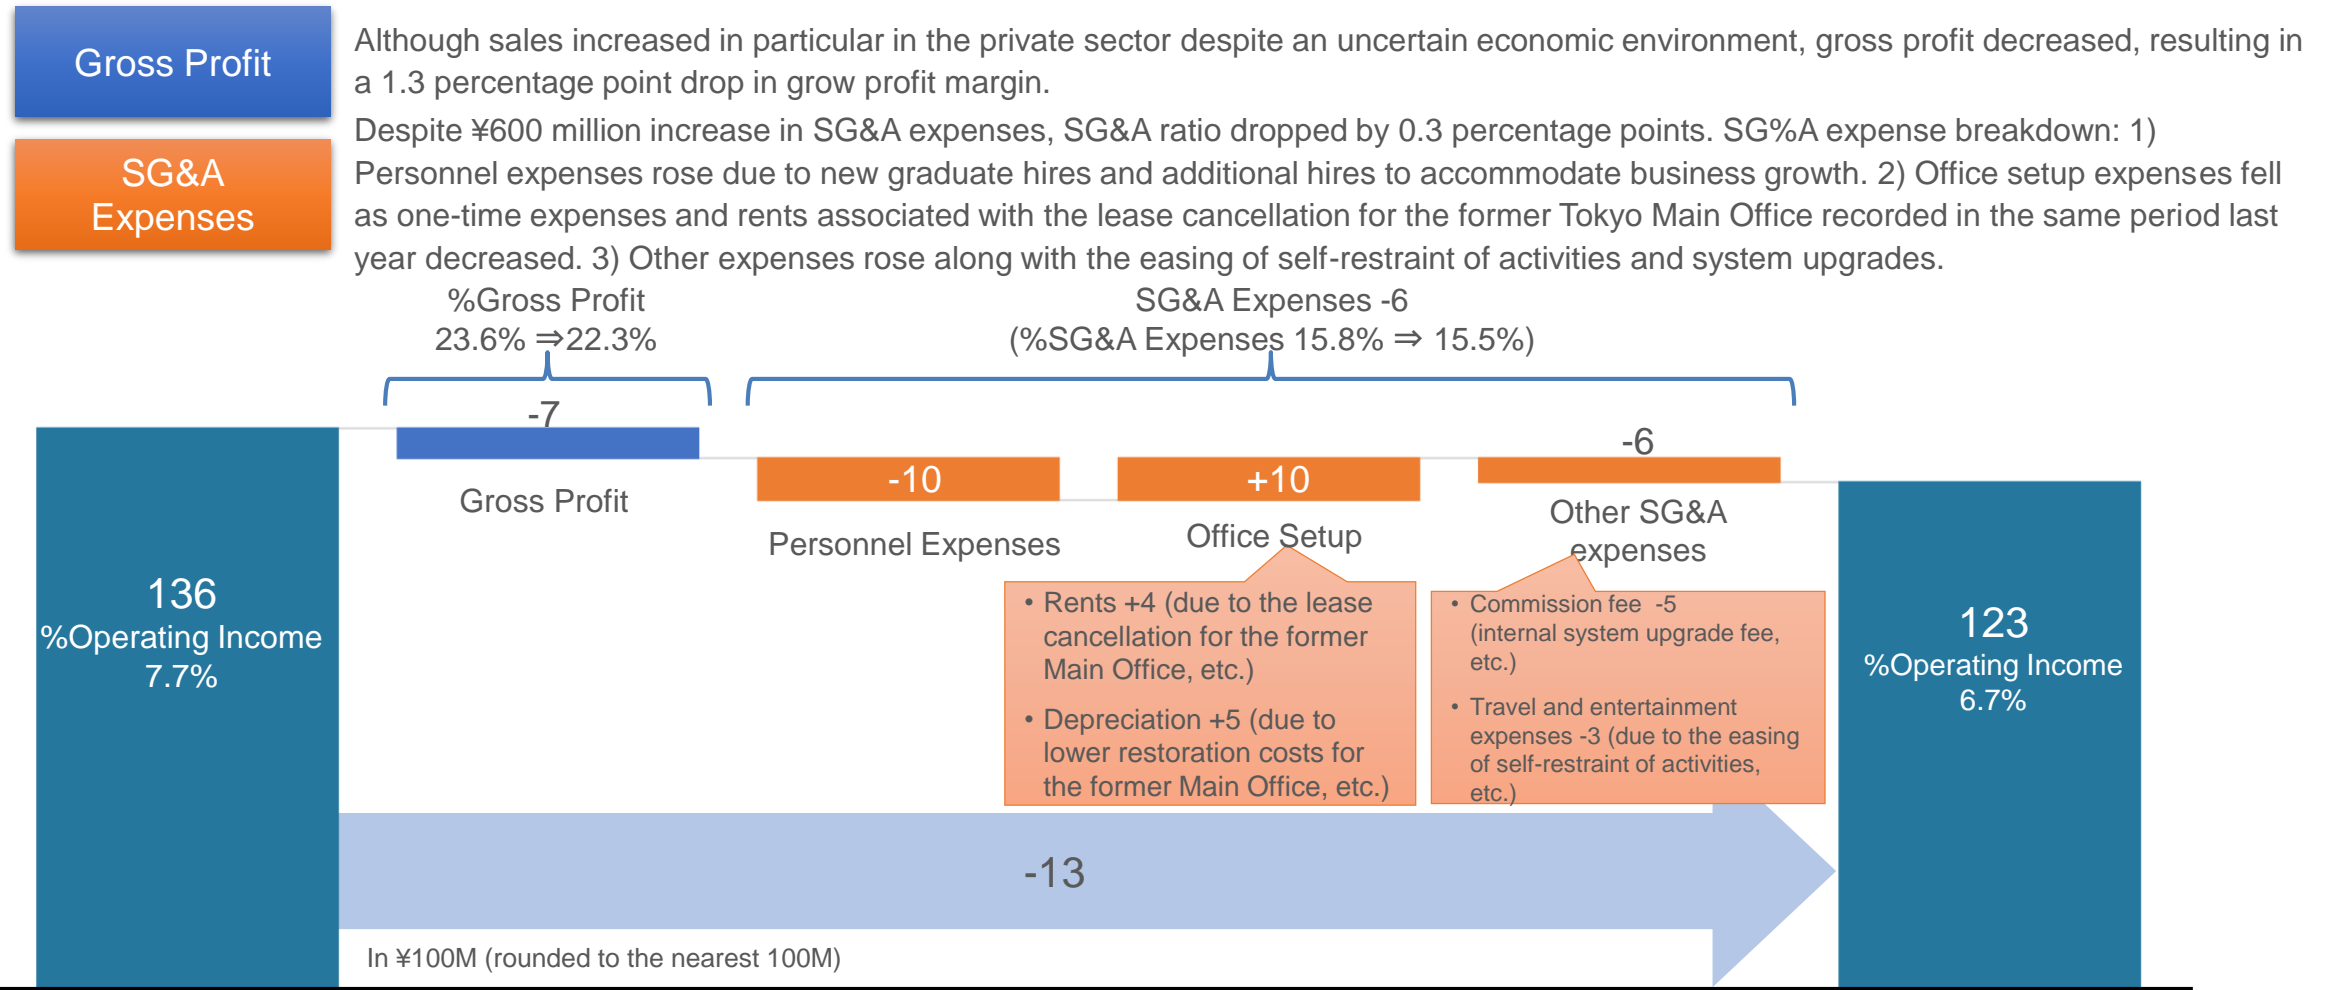 Gross Profit
Although sales increased in particular in the private sector despite an uncertain economic environment, gross profit decreased, resulting in
a 1.3 percentage point drop in grow profit margin.
SG&A
Expenses
Despite ¥600 million increase in SG&A expenses, SG&A ratio dropped by 0.3 percentage points. SG%A expense breakdown: 1)
Personnel expenses rose due to new graduate hires and additional hires to accommodate business growth. 2) Office setup expenses fell
as one-time expenses and rents associated with the lease cancellation for the former Tokyo Main Office recorded in the same period last
year decreased. 3) Other expenses rose along with the easing of self-restraint of activities and system upgrades.
%Gross Profit
23.6% ⇒22.3%
SG&A Expenses -6
(%SG&A Expenses 15.8% ⇒ 15.5%)
-7
Gross Profit
-10
Personnel Expenses
+10
Office Setup
-6
Other SG&A
expenses
136
%Operating Income
7.7%
• Rents +4 (due to the lease
cancellation for the former
Main Office, etc.)
• Depreciation +5 (due to
lower restoration costs for
the former Main Office, etc.)
• Commission fee -5
(internal system upgrade fee,
etc.)
• Travel and entertainment
expenses -3 (due to the easing
of self-restraint of activities,
etc.)
123
%Operating Income
6.7%
-13
In ¥100M (rounded to the nearest 100M)